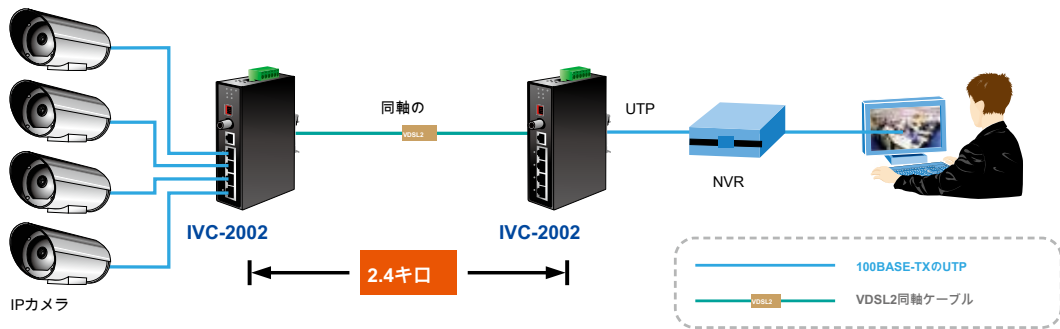 同軸の
VDSL2
UTP
NVR
IVC-2002
IVC-2002
2.4キロ
IPカメラ
100BASE-TXのUTP
VDSL2
VDSL2同軸ケーブル